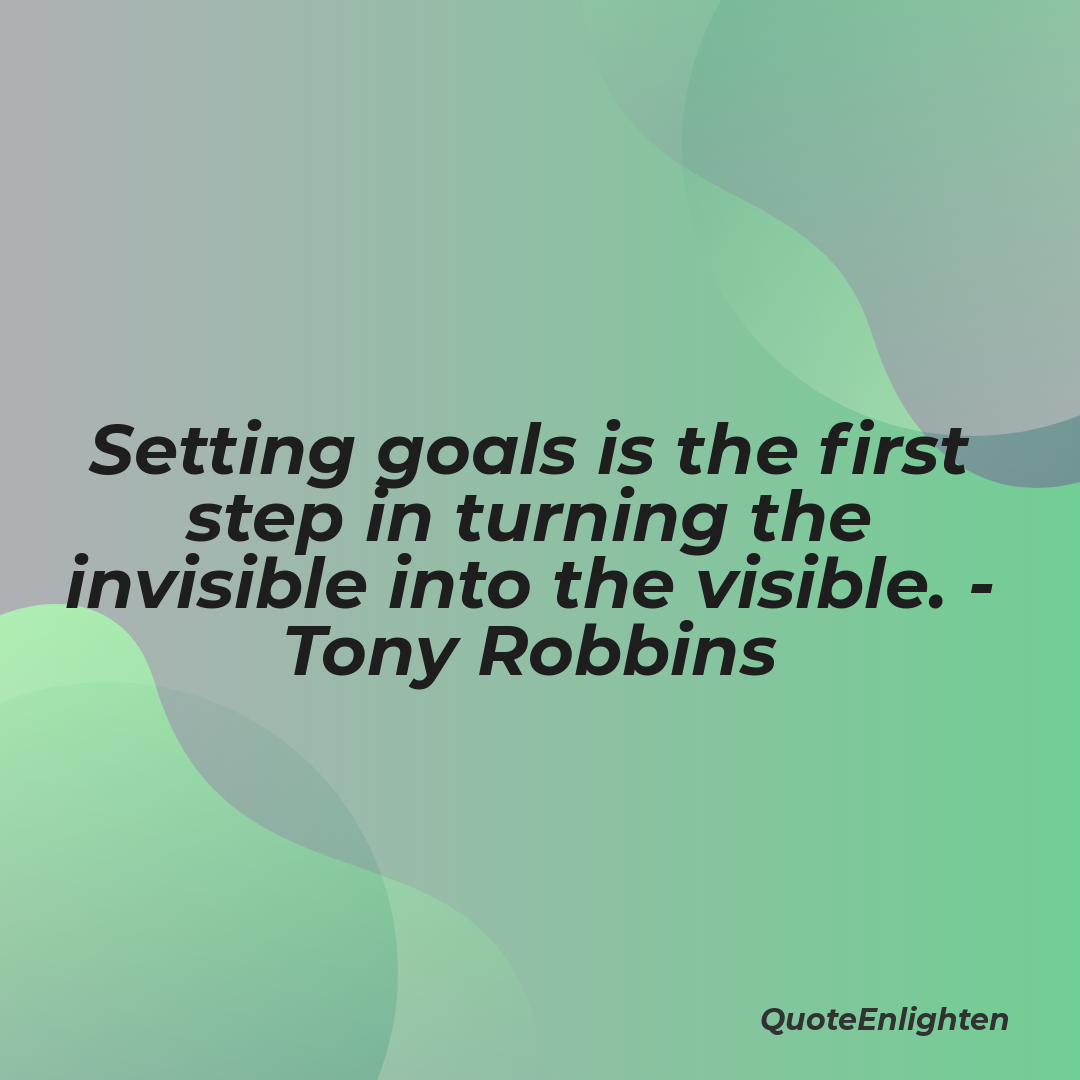 Setting goals is the first
step in turning the
invisible into the visible. -
Tony Robbins
QuoteEnlighten